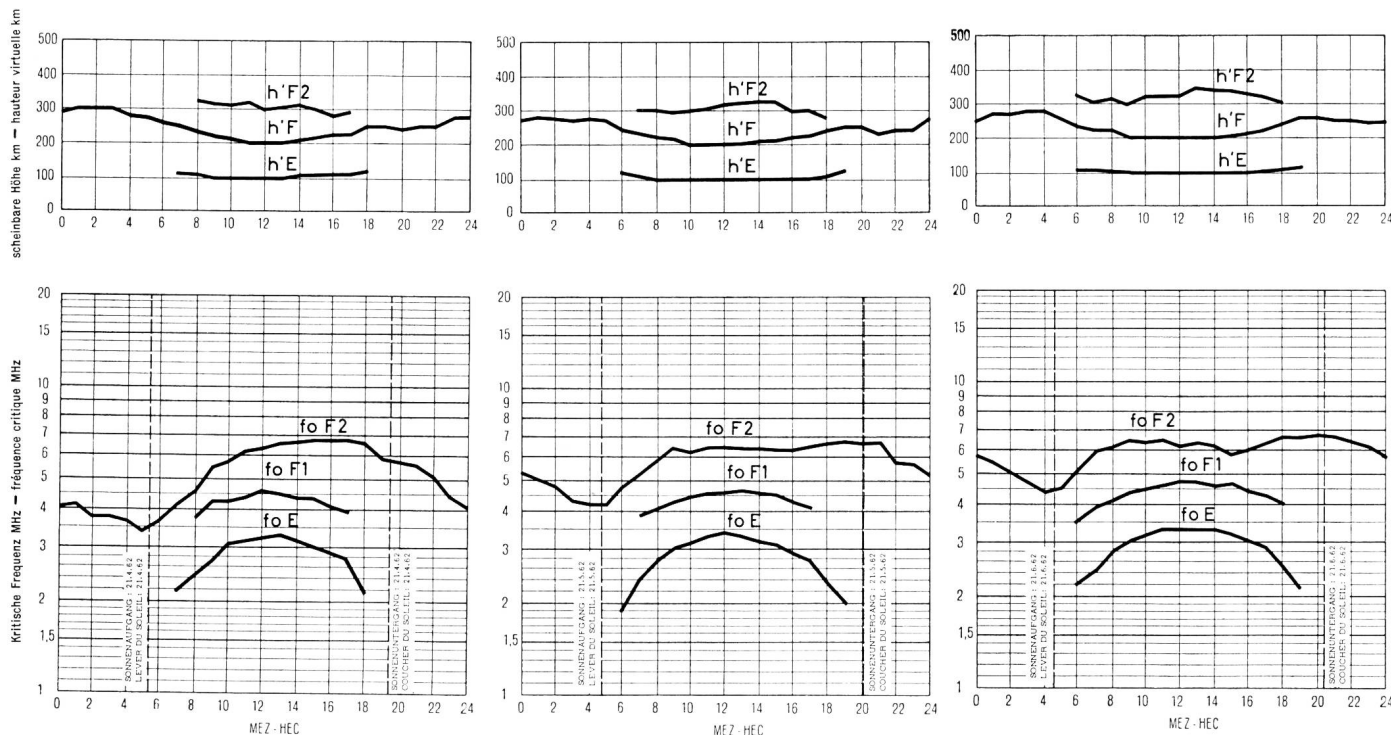 scheinbare Höhe km – hauteur virtuelle km
500
400
300
200
100
0
h'F2
h'F
h'E
0 2 4 6 8 10 12 14 16 18 20 22 24
500
400
300
200
100
0
h'F2
h'F
h'E
0 2 4 6 8 10 12 14 16 18 20 22 24
500
400
300
200
100
0
h'F2
h'F
h'E
0 2 4 6 8 10 12 14 16 18 20 22 24
Kritische Frequenz MHz – fréquence critique MHz
20
15
10
9
8
7
6
5
4
3
2
1,5
1
fo F2
fo F1
fo E
SONNENAUFGANG : 21.4.62
LEVER DU SOLEIL: 21.4.62
SONNENUNTERGANG : 21.4.62
COUCHER DU SOLEIL: 21.4.62
0 2 4 6 8 10 12 14 16 18 20 22 24
MEZ - HEC
20
15
10
9
8
7
6
5
4
3
2
1,5
1
fo F2
fo F1
fo E
SONNENAUFGANG : 21.5.62
LEVER DU SOLEIL: 21.5.62
SONNENUNTERGANG : 21.5.62
COUCHER DU SOLEIL: 21.5.62
0 2 4 6 8 10 12 14 16 18 20 22 24
MEZ - HEC
20
15
10
9
8
7
6
5
4
3
2
1,5
1
fo F2
fo F1
fo E
SONNENAUFGANG : 21.6.62
LEVER DU SOLEIL: 21.6.62
SONNENUNTERGANG : 21.6.62
COUCHER DU SOLEIL: 21.6.62
0 2 4 6 8 10 12 14 16 18 20 22 24
MEZ - HEC